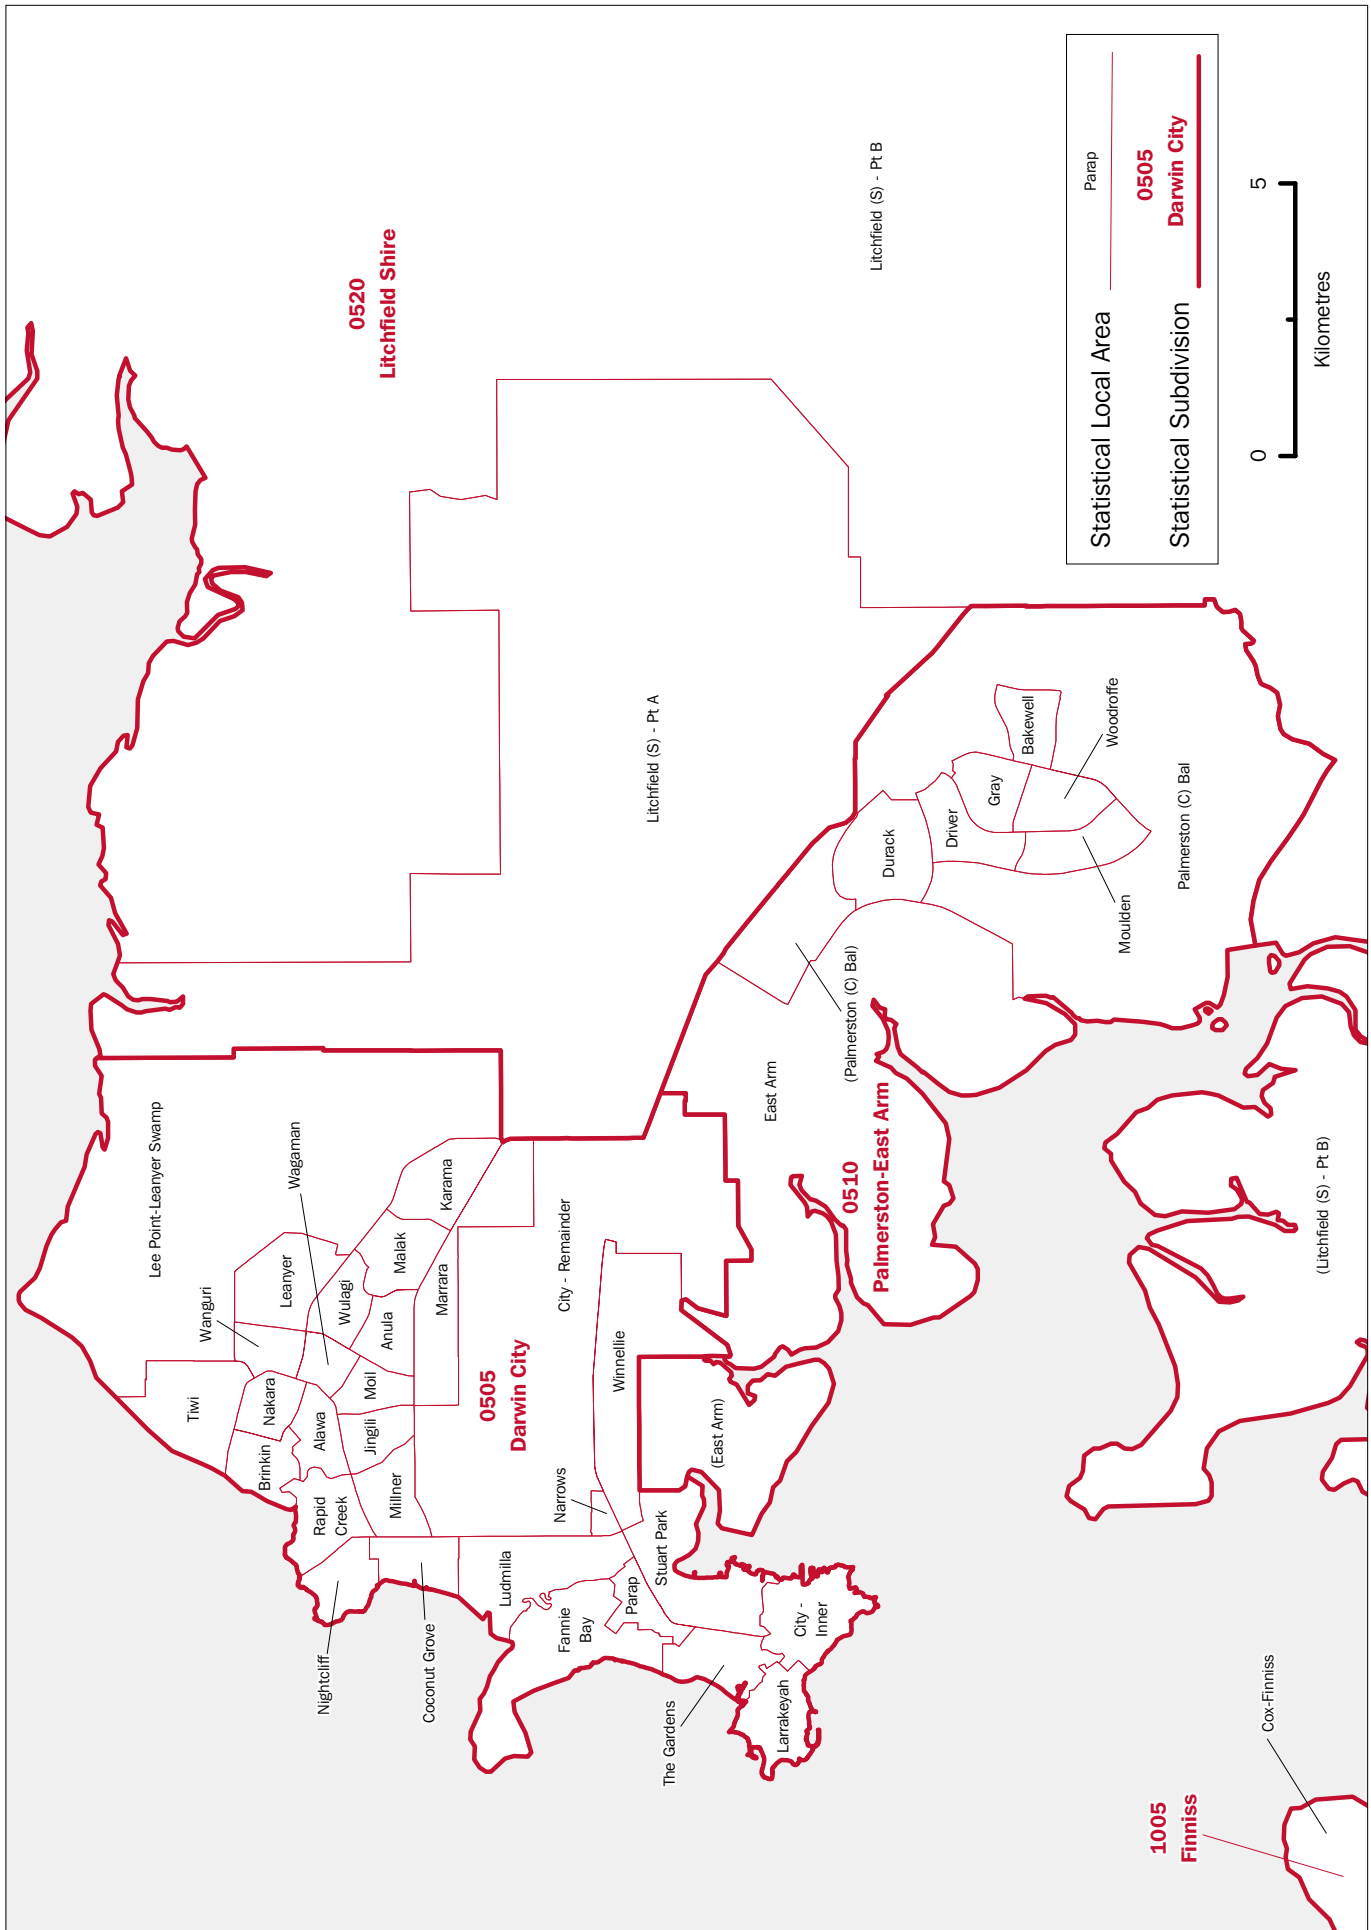 Lee Point-Leanyer Swamp
0520
Litchfield Shire
Wanguri
Wagaman
Leanyer
Tiwi
Nakara
Brinkin
Alawa
Wulagi
Karama
Malak
Anula
Moil
Jingili
Marrara
Rapid
Creek
Millner
Nightcliff
Coconut Grove
0505
Darwin City
City - Remainder
Litchfield (S) - Pt A
Litchfield (S) - Pt B
Winnellie
Narrows
Ludmilla
Fannie
Bay
Parap
Stuart Park
The Gardens
City -
Inner
Larrakeyah
(East Arm)
East Arm
0510
Palmerston-East Arm
(Palmerston (C) Bal)
Durack
Driver
Gray
Bakewell
Woodroffe
Moulden
Palmerston (C) Bal
(Litchfield (S) - Pt B)
1005
Finniss
Cox-Finniss
Statistical Local Area
Parap
Statistical Subdivision
0505
Darwin City
0
5
Kilometres